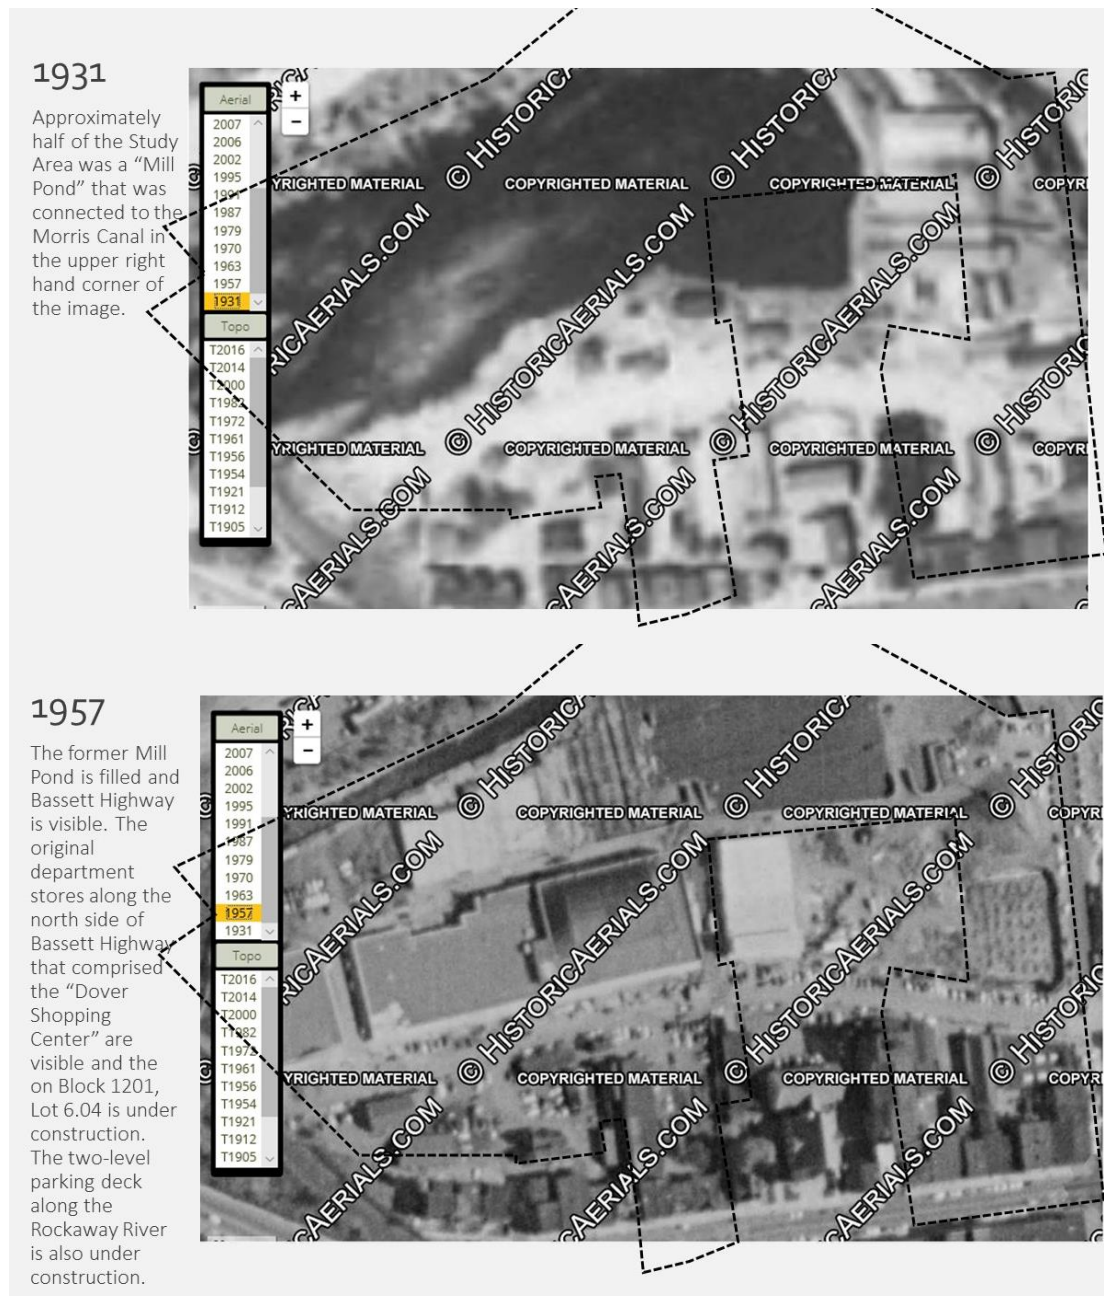 1931
Approximately
half of the Study
Area was a “Mill
Pond” that was
connected to the
Morris Canal in
the upper right
hand corner of
the image.
Aerial
2007
2006
2002
1995
1991
1987
1979
1970
1963
1957
1931
Topo
T2016
T2014
T2000
T1982
T1972
T1961
T1956
T1954
T1921
T1912
T1905
+
−
© HISTORICAERIALS.COM
COPYRIGHTED MATERIAL
1957
The former Mill
Pond is filled and
Bassett Highway
is visible. The
original
department
stores along the
north side of
Bassett Highway
that comprised
the “Dover
Shopping
Center” are
visible and the
on Block 1201,
Lot 6.04 is under
construction.
The two-level
parking deck
along the
Rockaway River
is also under
construction.
Aerial
2007
2006
2002
1995
1991
1987
1979
1970
1963
1957
1931
Topo
T2016
T2014
T2000
T1982
T1972
T1961
T1956
T1954
T1921
T1912
T1905
+
−
© HISTORICAERIALS.COM
COPYRIGHTED MATERIAL